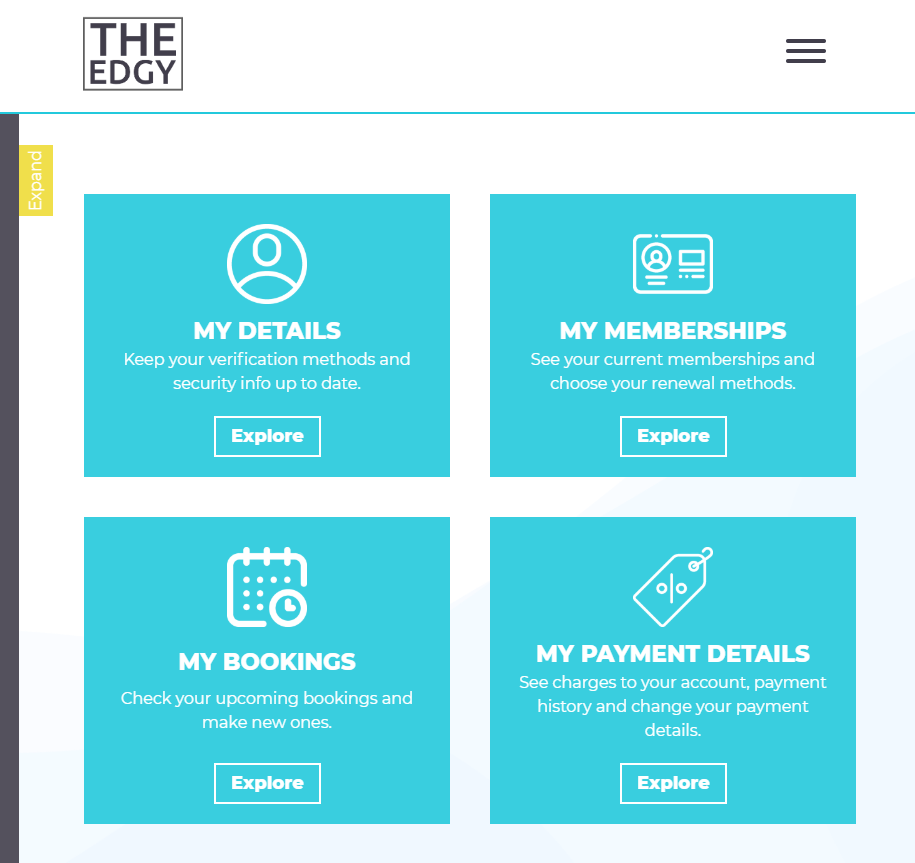 THE
EDGY
Expand
MY DETAILS
Keep your verification methods and
security info up to date.
Explore
MY MEMBERSHIPS
See your current memberships and
choose your renewal methods.
Explore
MY BOOKINGS
Check your upcoming bookings and
make new ones.
Explore
MY PAYMENT DETAILS
See charges to your account, payment
history and change your payment
details.
Explore